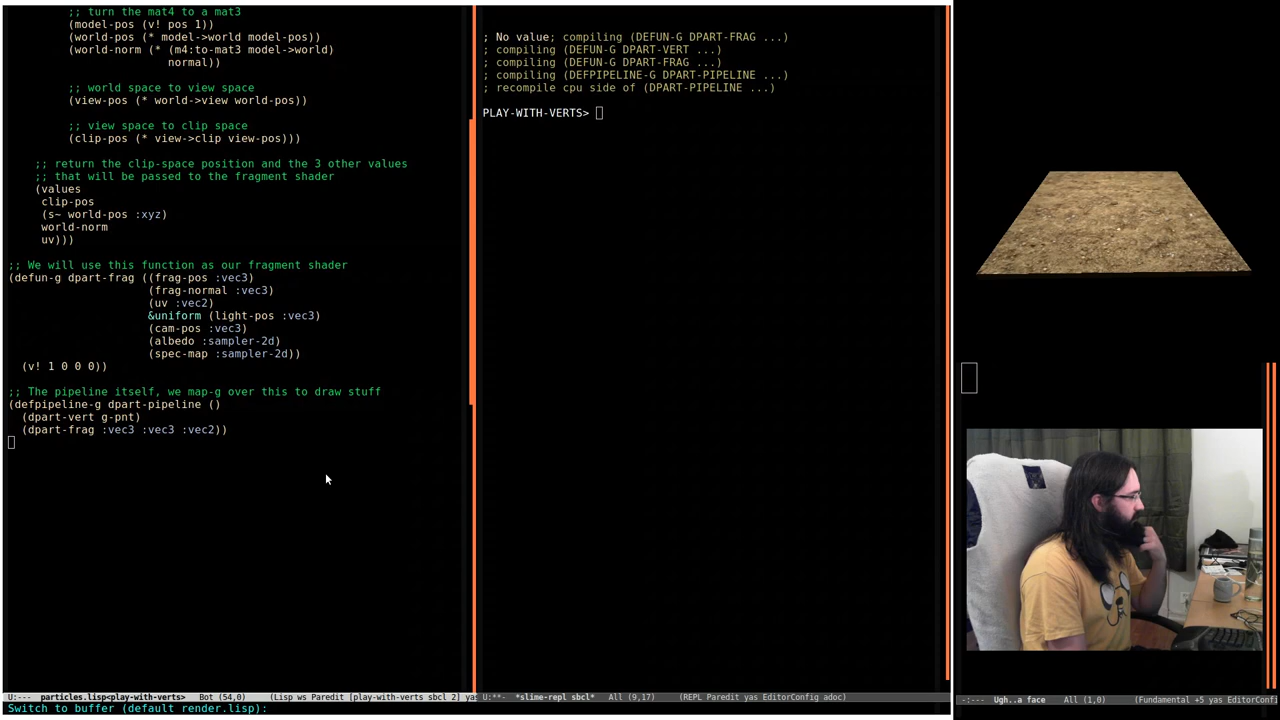 ;; turn the mat4 to a mat3
(model-pos (v! pos 1))
(world-pos (* model->world model-pos))
(world-norm (* (m4:to-mat3 model->world)
normal))
;; world space to view space
(view-pos (* world->view world-pos))
;; view space to clip space
(clip-pos (* view->clip view-pos)))
;; return the clip-space position and the 3 other values
;; that will be passed to the fragment shader
(values
clip-pos
(s~ world-pos :xyz)
world-norm
uv)))
;; We will use this function as our fragment shader
(defun-g dpart-frag ((frag-pos :vec3)
(frag-normal :vec3)
(uv :vec2)
&uniform (light-pos :vec3)
(cam-pos :vec3)
(albedo :sampler-2d)
(spec-map :sampler-2d))
(v! 1 0 0 0))
;; The pipeline itself, we map-g over this to draw stuff
(defpipeline-g dpart-pipeline ()
(dpart-vert g-pnt)
(dpart-frag :vec3 :vec3 :vec2))
U:--- particles.lisp<play-with-verts> Bot (54,0) (Lisp ws Paredit [play-with-verts sbcl 2] yas
Switch to buffer (default render.lisp):
; No value; compiling (DEFUN-G DPART-FRAG ...)
; compiling (DEFUN-G DPART-VERT ...)
; compiling (DEFUN-G DPART-FRAG ...)
; compiling (DEFPIPELINE-G DPART-PIPELINE ...)
; recompile cpu side of (DPART-PIPELINE ...)
PLAY-WITH-VERTS>
U:**- *slime-repl sbcl* All (9,17) (REPL Paredit yas EditorConfig adoc)
-:--- Ugh..a face All (1,0) (Fundamental +5 yas EditorConfi